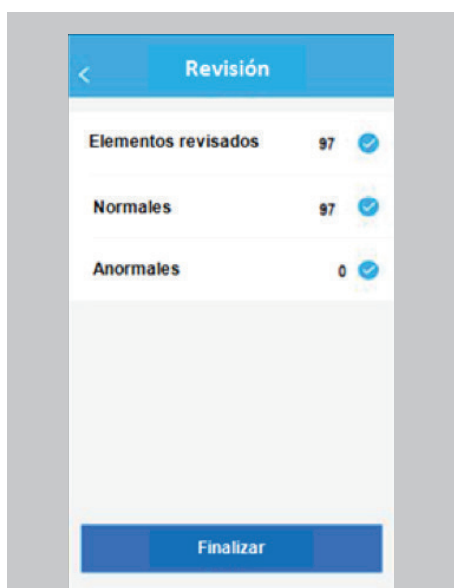 Revisión
Elementos revisados 97
Normales 97
Anormales 0
Finalizar